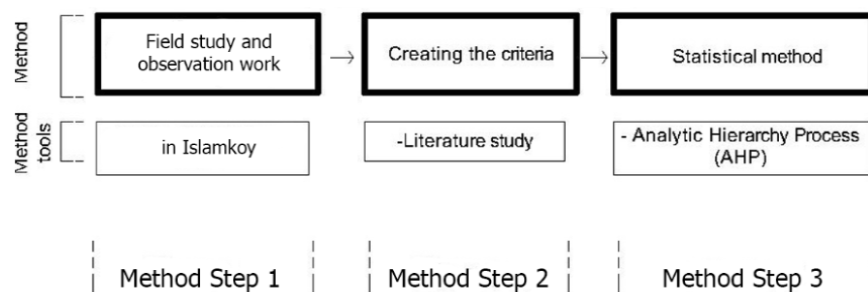 Method
Field study and
observation work
Creating the criteria
Statistical method
Method
tools
in Islamkoy
-Literature study
- Analytic Hierarchy Process
(AHP)
Method Step 1
Method Step 2
Method Step 3